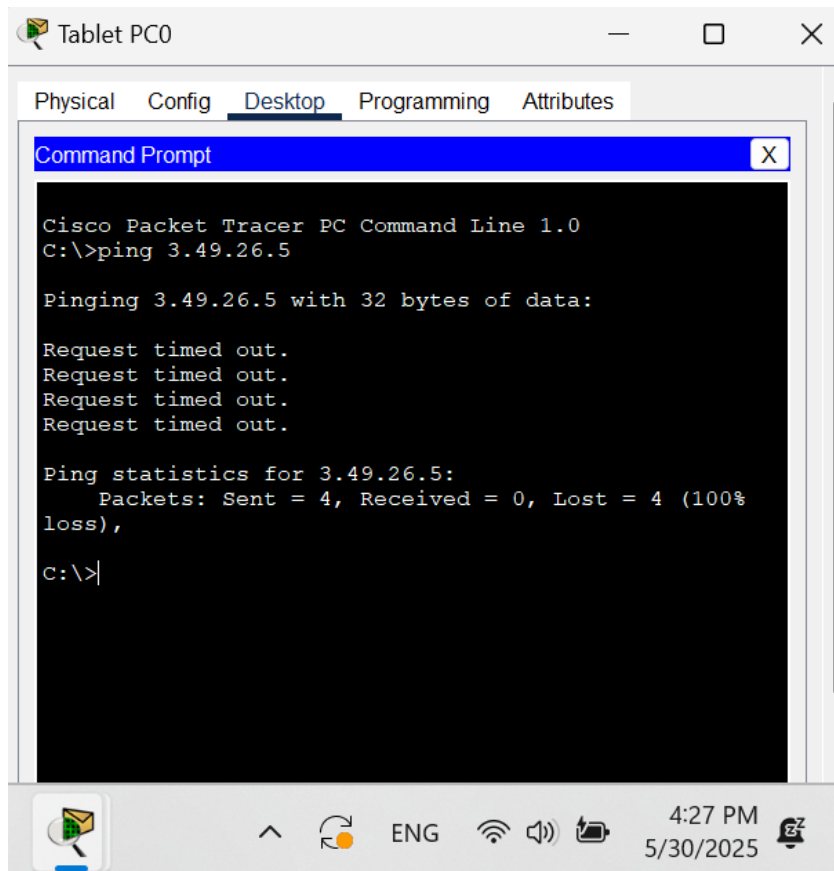 Tablet PC0
Physical Config Desktop Programming Attributes
Command Prompt X
Cisco Packet Tracer PC Command Line 1.0
C:\>ping 3.49.26.5
Pinging 3.49.26.5 with 32 bytes of data:
Request timed out.
Request timed out.
Request timed out.
Request timed out.
Ping statistics for 3.49.26.5:
Packets: Sent = 4, Received = 0, Lost = 4 (100%
loss),
C:\>
ENG 4:27 PM
5/30/2025